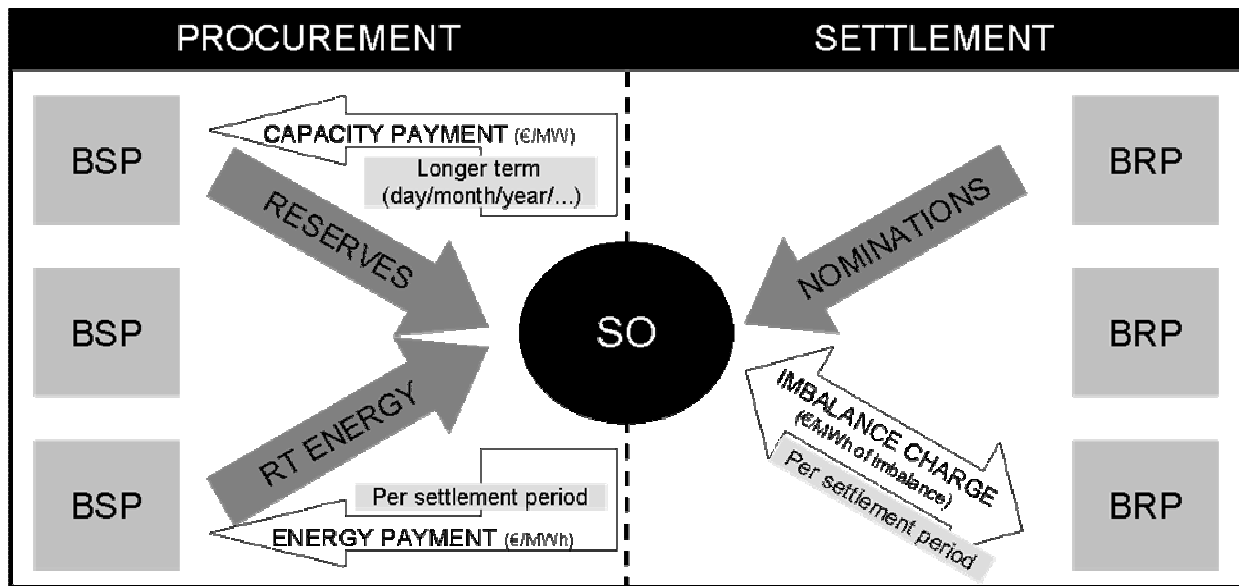 PROCUREMENT
SETTLEMENT
BSP
CAPACITY PAYMENT (€/MW)
Longer term
(day/month/year/...)
RESERVES
BSP
RT ENERGY
BSP
Per settlement period
ENERGY PAYMENT (€/MWh)
SO
NOMINATIONS
BRP
BRP
IMBALANCE CHARGE
(€/MWh of Imbalance)
Per settlement period
BRP